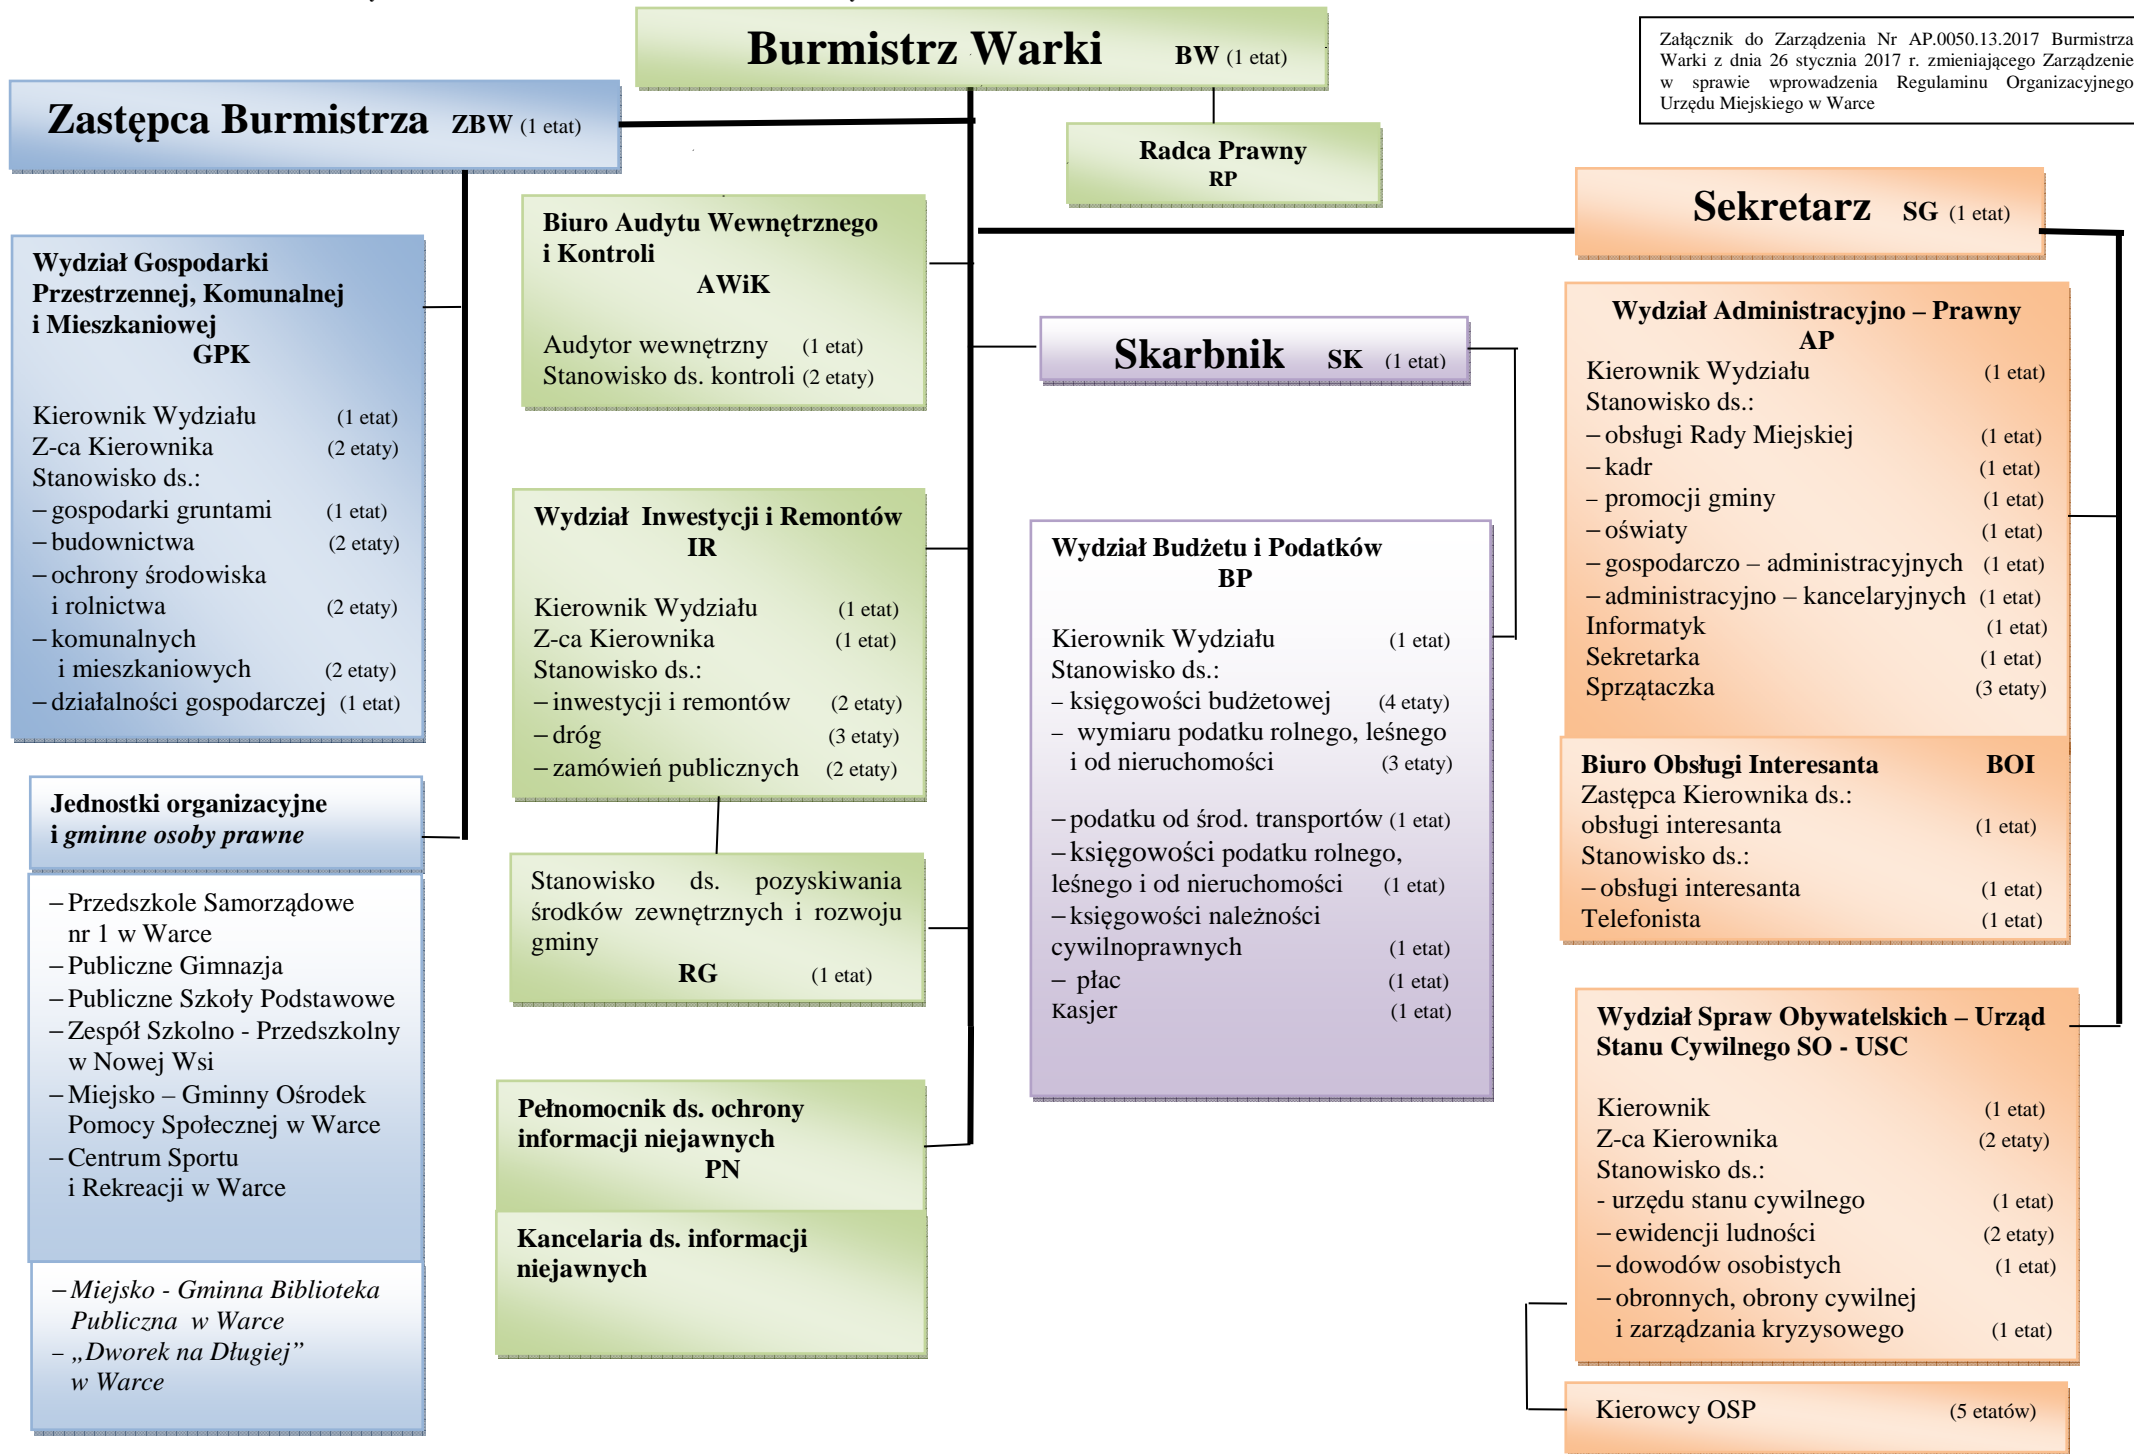 Burmistrz Warki BW (1 etat)
Załącznik do Zarządzenia Nr AP.0050.13.2017 Burmistrza
Warki z dnia 26 stycznia 2017 r. zmieniającego Zarządzenie
w sprawie wprowadzenia Regulaminu Organizacyjnego
Urzędu Miejskiego w Warce
Zastępca Burmistrza ZBW (1 etat)
Radca Prawny
RP
Sekretarz SG (1 etat)
Wydział Gospodarki
Przestrzennej, Komunalnej
i Mieszkaniowej
GPK
Kierownik Wydziału (1 etat)
Z-ca Kierownika (2 etaty)
Stanowisko ds.:
– gospodarki gruntami (1 etat)
– budownictwa (2 etaty)
– ochrony środowiska
i rolnictwa (2 etaty)
– komunalnych
i mieszkaniowych (2 etaty)
– działalności gospodarczej (1 etat)
Jednostki organizacyjne
i gminne osoby prawne
– Przedszkole Samorządowe
nr 1 w Warce
– Publiczne Gimnazja
– Publiczne Szkoły Podstawowe
– Zespół Szkolno - Przedszkolny
w Nowej Wsi
– Miejsko – Gminny Ośrodek
Pomocy Społecznej w Warce
– Centrum Sportu
i Rekreacji w Warce
– Miejsko - Gminna Biblioteka
Publiczna w Warce
– „Dworek na Długiej”
w Warce
Biuro Audytu Wewnętrznego
i Kontroli
AWiK
Audytor wewnętrzny (1 etat)
Stanowisko ds. kontroli (2 etaty)
Wydział Inwestycji i Remontów
IR
Kierownik Wydziału (1 etat)
Z-ca Kierownika (1 etat)
Stanowisko ds.:
– inwestycji i remontów (2 etaty)
– dróg (3 etaty)
– zamówień publicznych (2 etaty)
Stanowisko ds. pozyskiwania
środków zewnętrznych i rozwoju
gminy
RG (1 etat)
Pełnomocnik ds. ochrony
informacji niejawnych
PN
Kancelaria ds. informacji
niejawnych
Skarbnik SK (1 etat)
Wydział Budżetu i Podatków
BP
Kierownik Wydziału (1 etat)
Stanowisko ds.:
– księgowości budżetowej (4 etaty)
– wymiaru podatku rolnego, leśnego
i od nieruchomości (3 etaty)
– podatku od środ. transportów (1 etat)
– księgowości podatku rolnego,
leśnego i od nieruchomości (1 etat)
– księgowości należności
cywilnoprawnych (1 etat)
– płac (1 etat)
Kasjer (1 etat)
Wydział Administracyjno – Prawny
AP
Kierownik Wydziału (1 etat)
Stanowisko ds.:
– obsługi Rady Miejskiej (1 etat)
– kadr (1 etat)
– promocji gminy (1 etat)
– oświaty (1 etat)
– gospodarczo – administracyjnych (1 etat)
– administracyjno – kancelaryjnych (1 etat)
Informatyk (1 etat)
Sekretarka (1 etat)
Sprzątaczka (3 etaty)
Biuro Obsługi Interesanta BOI
Zastępca Kierownika ds.:
obsługi interesanta (1 etat)
Stanowisko ds.:
– obsługi interesanta (1 etat)
Telefonista (1 etat)
Wydział Spraw Obywatelskich – Urząd
Stanu Cywilnego SO - USC
Kierownik (1 etat)
Z-ca Kierownika (2 etaty)
Stanowisko ds.:
- urzędu stanu cywilnego (1 etat)
– ewidencji ludności (2 etaty)
– dowodów osobistych (1 etat)
– obronnych, obrony cywilnej
i zarządzania kryzysowego (1 etat)
Kierowcy OSP (5 etatów)